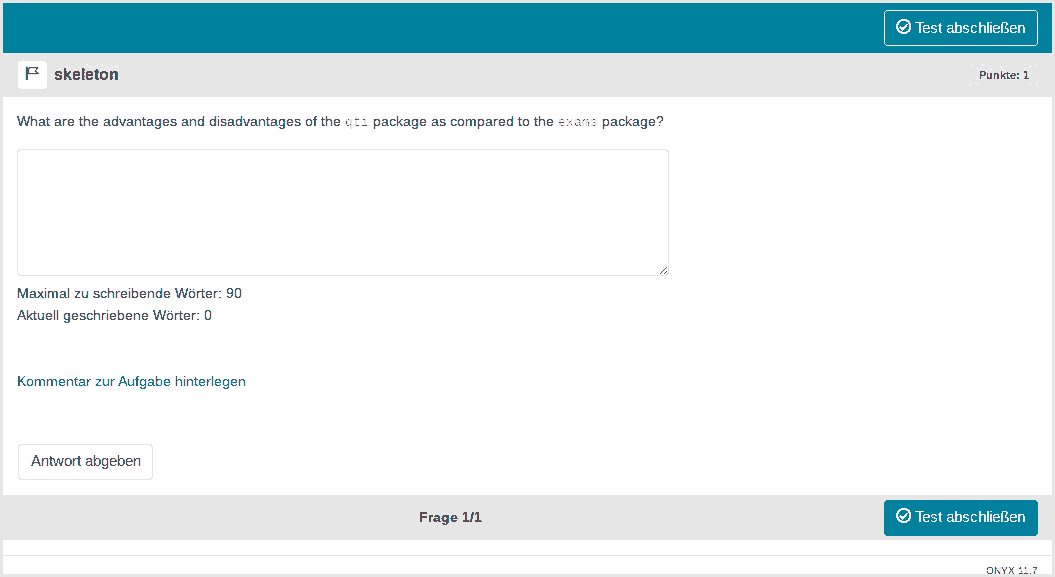 Test abschließen
skeleton
Punkte: 1
What are the advantages and disadvantages of the qti package as compared to the exams package?
Maximal zu schreibende Wörter: 90
Aktuell geschriebene Wörter: 0
Kommentar zur Aufgabe hinterlegen
Antwort abgeben
Frage 1/1
Test abschließen
ONYX 11.7